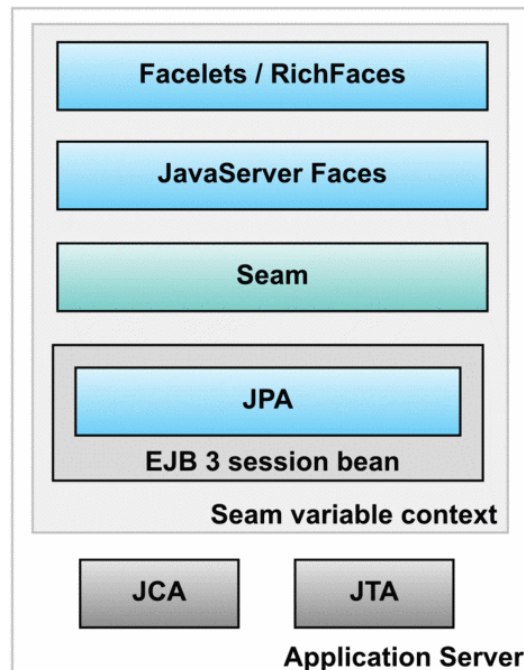 Facelets / RichFaces
JavaServer Faces
Seam
JPA
EJB 3 session bean
Seam variable context
JCA
JTA
Application Server